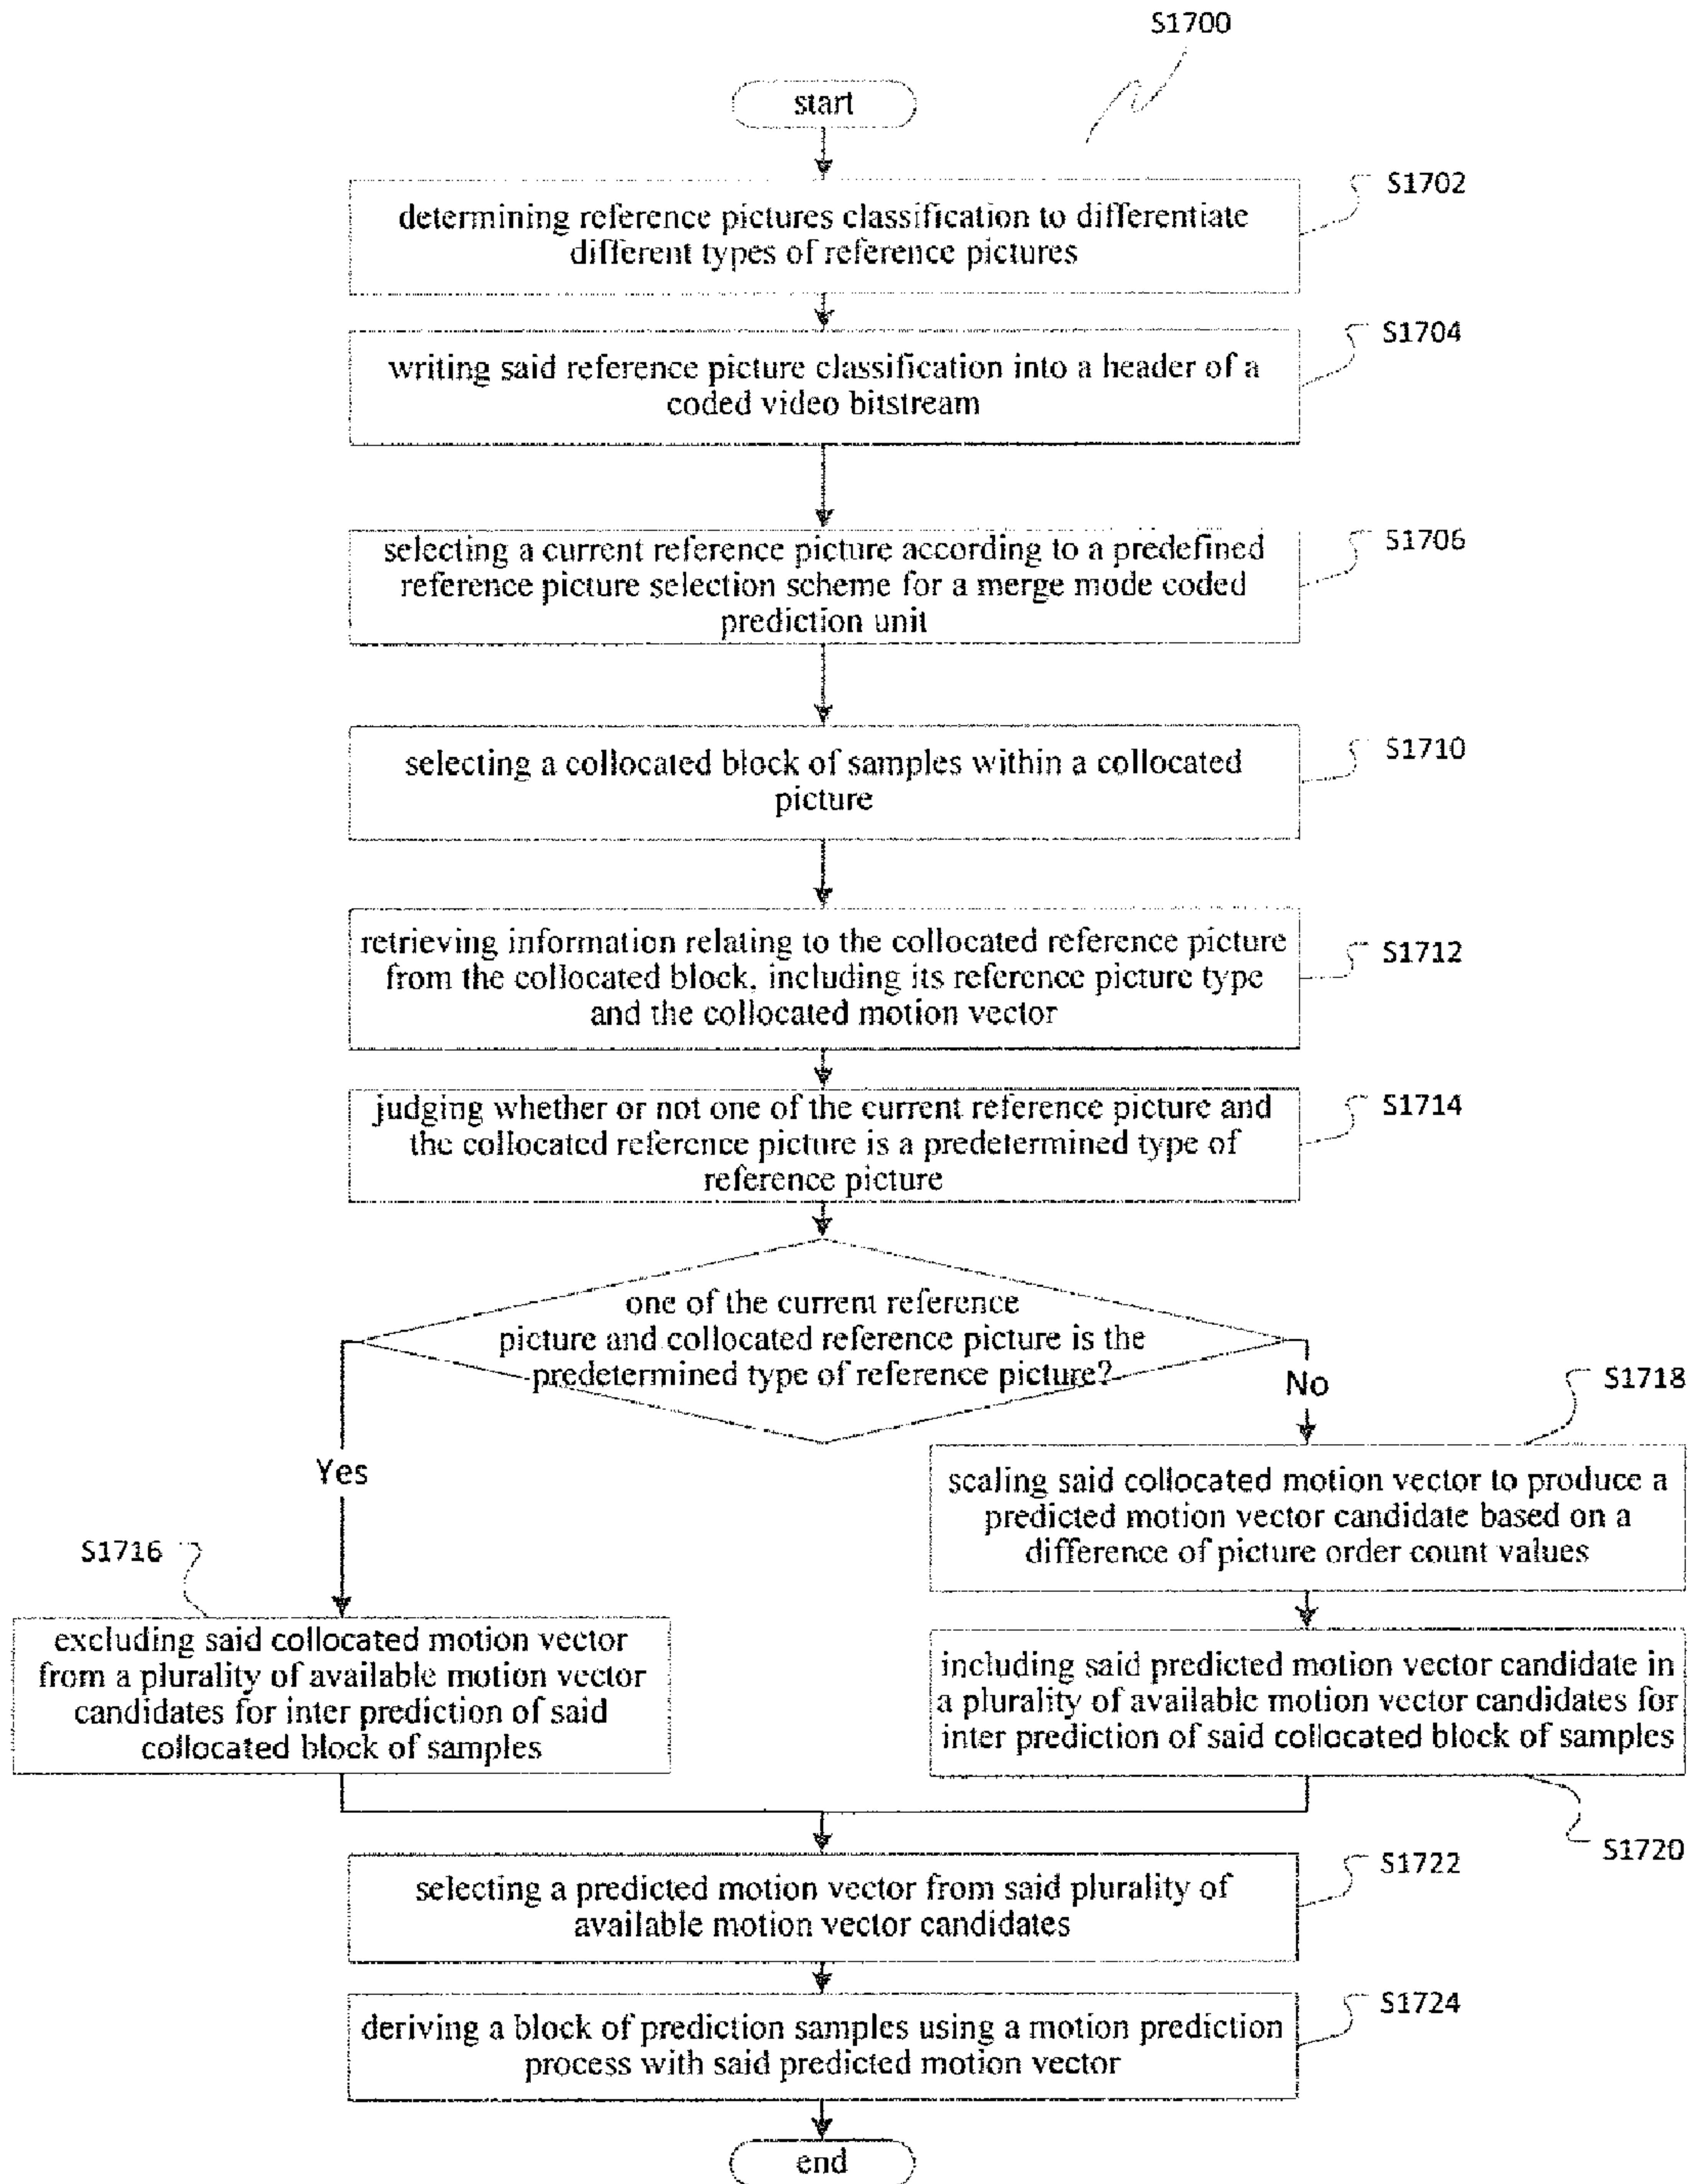 S1700
start
S1702
determining reference pictures classification to differentiate
different types of reference pictures
S1704
writing said reference picture classification into a header of a
coded video bitstream
S1706
selecting a current reference picture according to a predefined
reference picture selection scheme for a merge mode coded
prediction unit
S1710
selecting a collocated block of samples within a collocated
picture
S1712
retrieving information relating to the collocated reference picture
from the collocated block, including its reference picture type
and the collocated motion vector
S1714
judging whether or not one of the current reference picture and
the collocated reference picture is a predetermined type of
reference picture
one of the current reference
picture and collocated reference picture is the
predetermined type of reference picture?
Yes
No
S1716
excluding said collocated motion vector
from a plurality of available motion vector
candidates for inter prediction of said
collocated block of samples
S1718
scaling said collocated motion vector to produce a
predicted motion vector candidate based on a
difference of picture order count values
including said predicted motion vector candidate in
a plurality of available motion vector candidates for
inter prediction of said collocated block of samples
S1720
S1722
selecting a predicted motion vector from said plurality of
available motion vector candidates
S1724
deriving a block of prediction samples using a motion prediction
process with said predicted motion vector
end